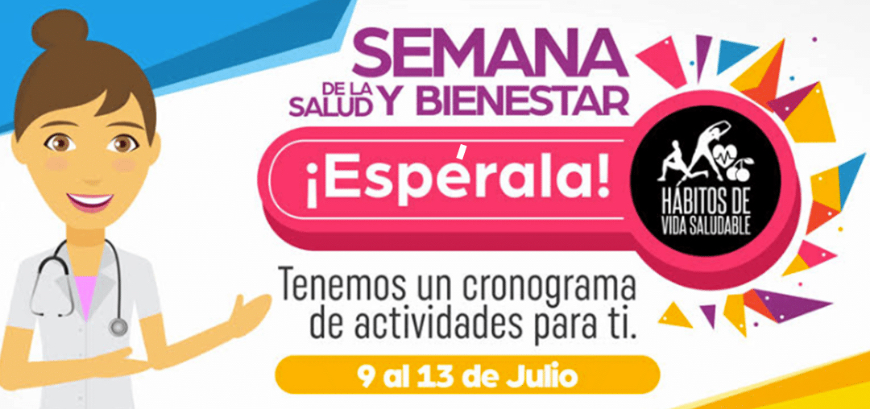 SEMANA
DE LA
SALUD Y BIENESTAR
¡Espérala!
HÁBITOS DE
VIDA SALUDABLE
Tenemos un cronograma
de actividades para ti.
9 al 13 de Julio